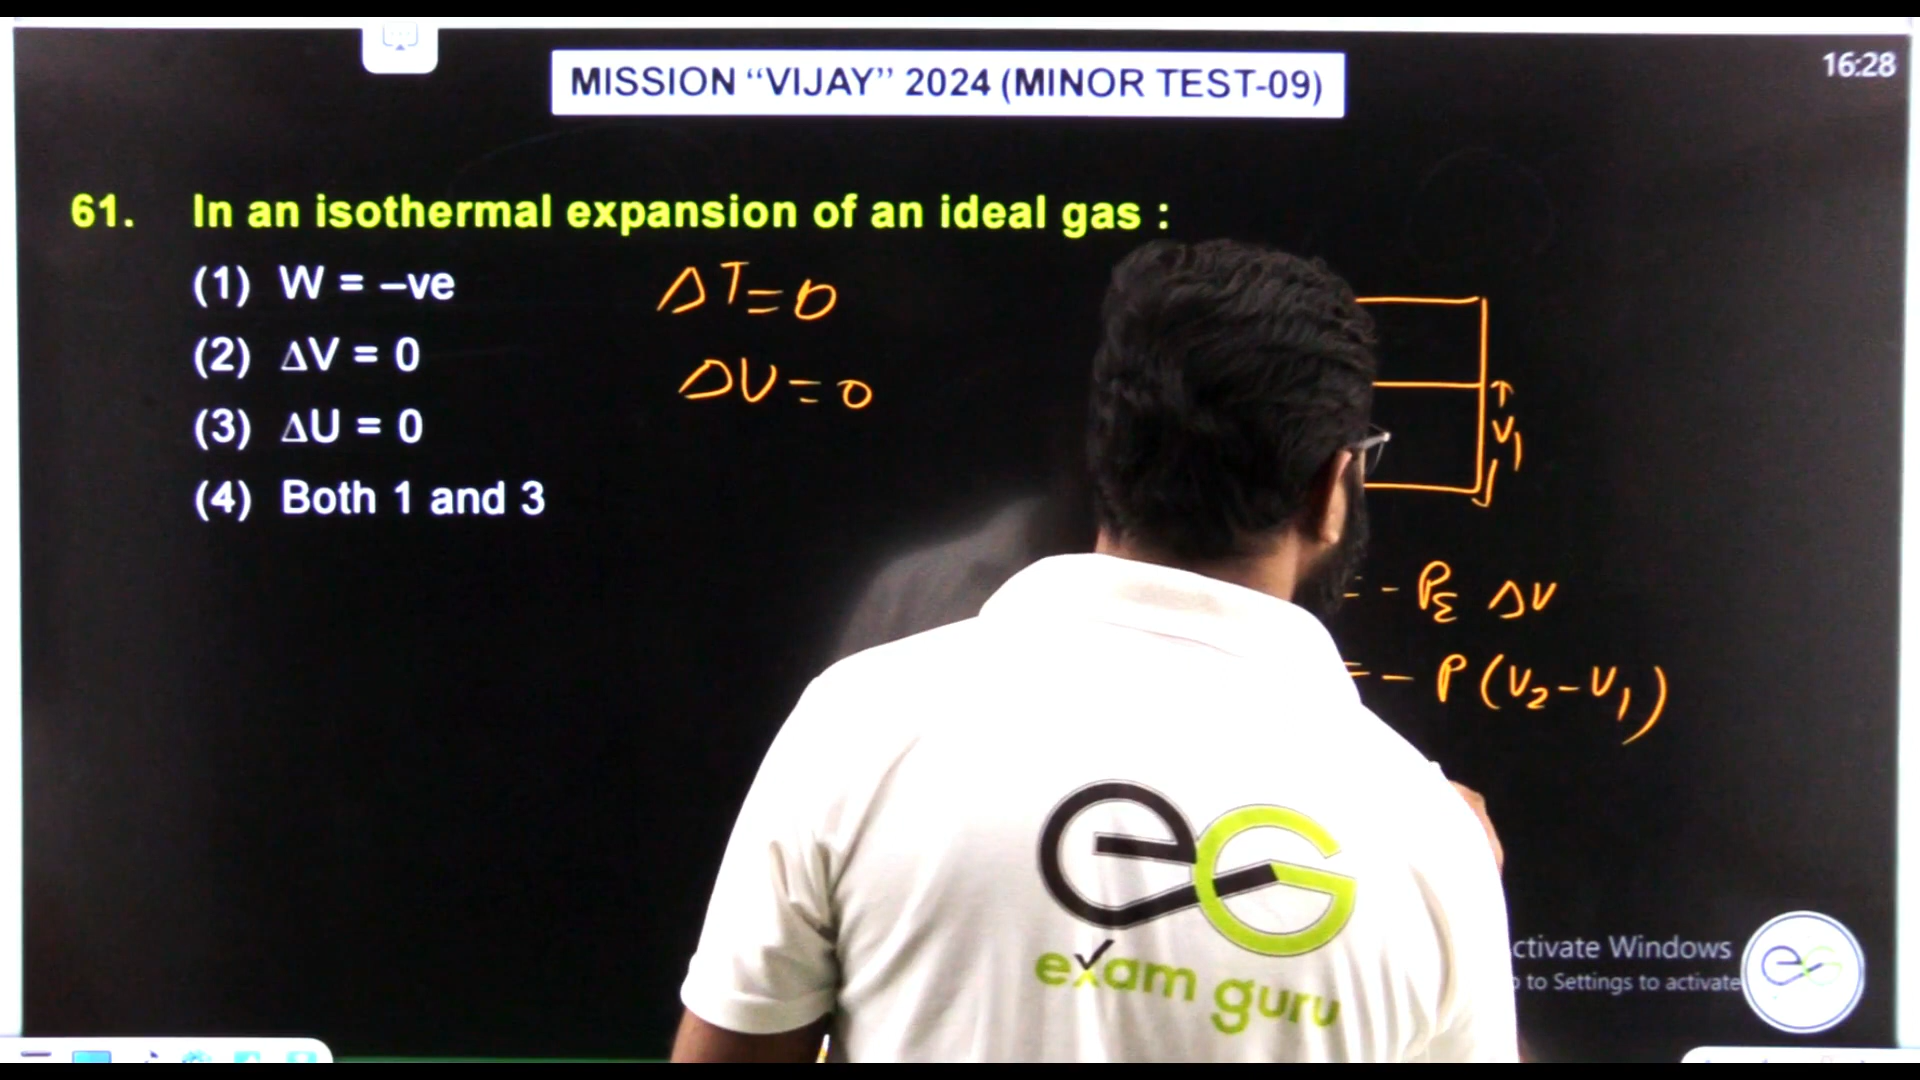 16:28
MISSION “VIJAY” 2024 (MINOR TEST-09)
61. In an isothermal expansion of an ideal gas :
(1) W = –ve
(2) ΔV = 0
(3) ΔU = 0
(4) Both 1 and 3
ΔT = 0
ΔU = 0
V1
= - PE ΔV
= - P (V2 - V1)
eG
exam guru
ctivate Windows
to Settings to activate